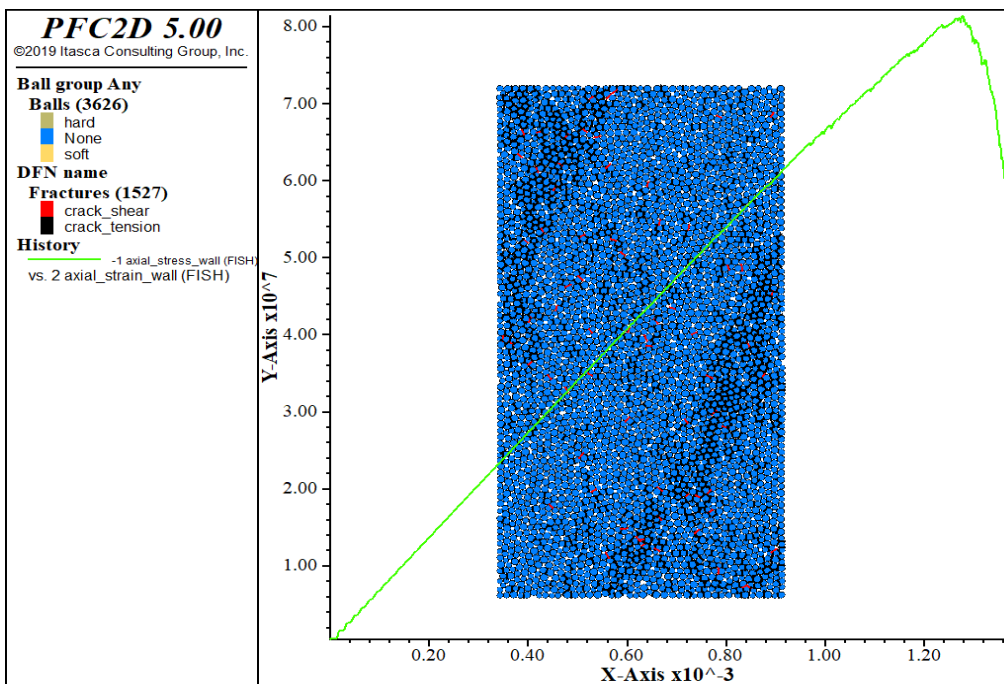 PFC2D 5.00
©2019 Itasca Consulting Group, Inc.
Ball group Any
Balls (3626)
hard
None
soft
DFN name
Fractures (1527)
crack_shear
crack_tension
History
-1 axial_stress_wall (FISH)
vs. 2 axial_strain_wall (FISH)
Y-Axis x10^7
8.00
7.00
6.00
5.00
4.00
3.00
2.00
1.00
0.20
0.40
0.60
0.80
1.00
1.20
X-Axis x10^-3